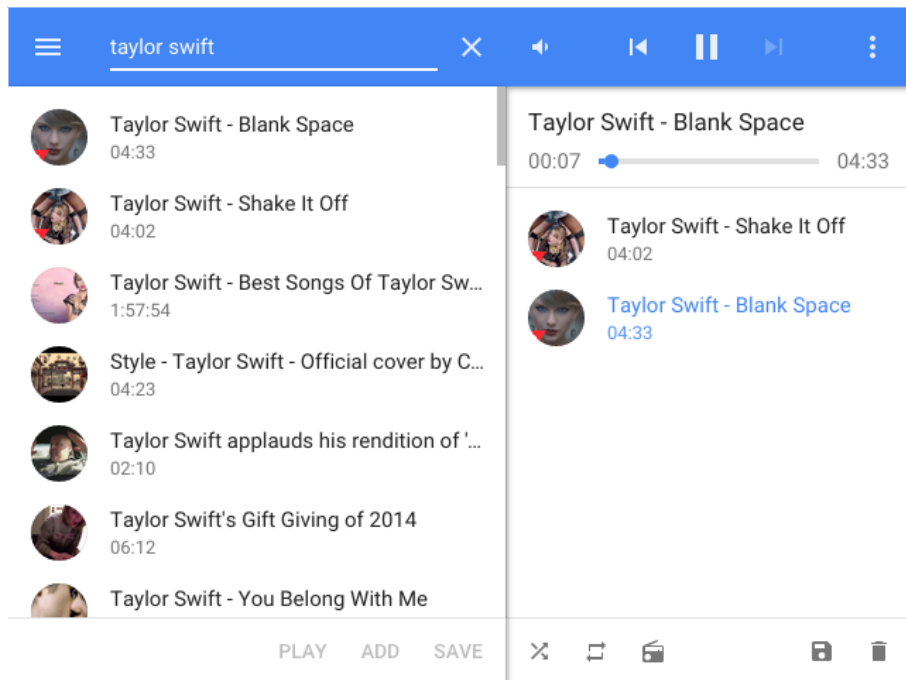 taylor swift
Taylor Swift - Blank Space
04:33
Taylor Swift - Shake It Off
04:02
Taylor Swift - Best Songs Of Taylor Sw...
1:57:54
Style - Taylor Swift - Official cover by C...
04:23
Taylor Swift applauds his rendition of '...
02:10
Taylor Swift's Gift Giving of 2014
06:12
Taylor Swift - You Belong With Me
PLAY ADD SAVE
Taylor Swift - Blank Space
00:07 04:33
Taylor Swift - Shake It Off
04:02
Taylor Swift - Blank Space
04:33